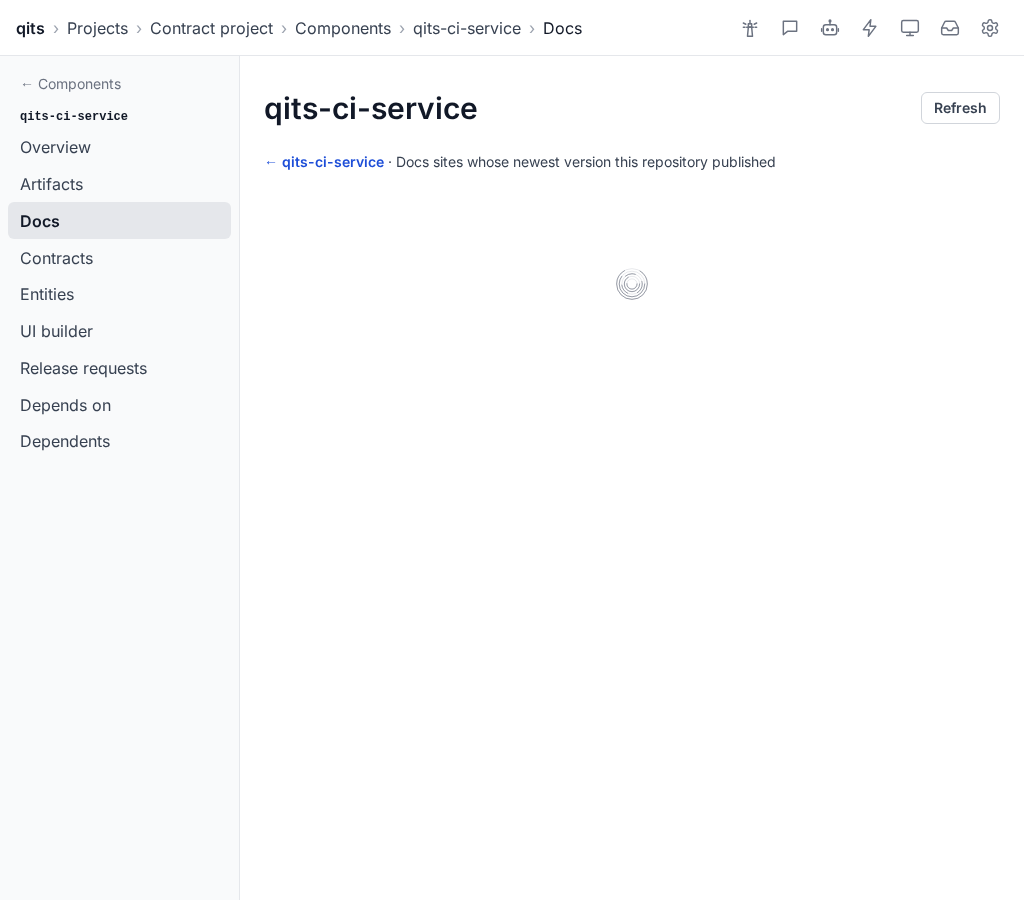 qits › Projects › Contract project › Components › qits-ci-service › Docs
← Components
qits-ci-service
Overview
Artifacts
Docs
Contracts
Entities
UI builder
Release requests
Depends on
Dependents
qits-ci-service
Refresh
← qits-ci-service · Docs sites whose newest version this repository published